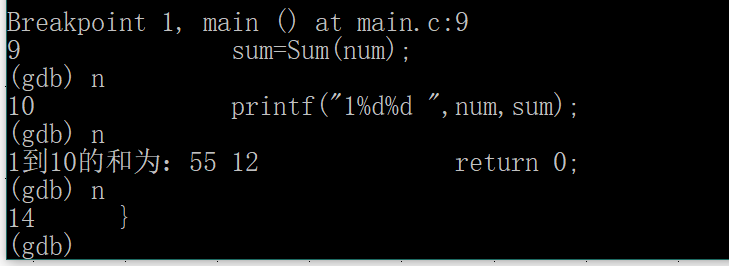 Breakpoint 1, main () at main.c:9
9 sum=Sum(num);
(gdb) n
10 printf("1%d%d ",num,sum);
(gdb) n
1到10的和为：55 12 return 0;
(gdb) n
14 }
(gdb)